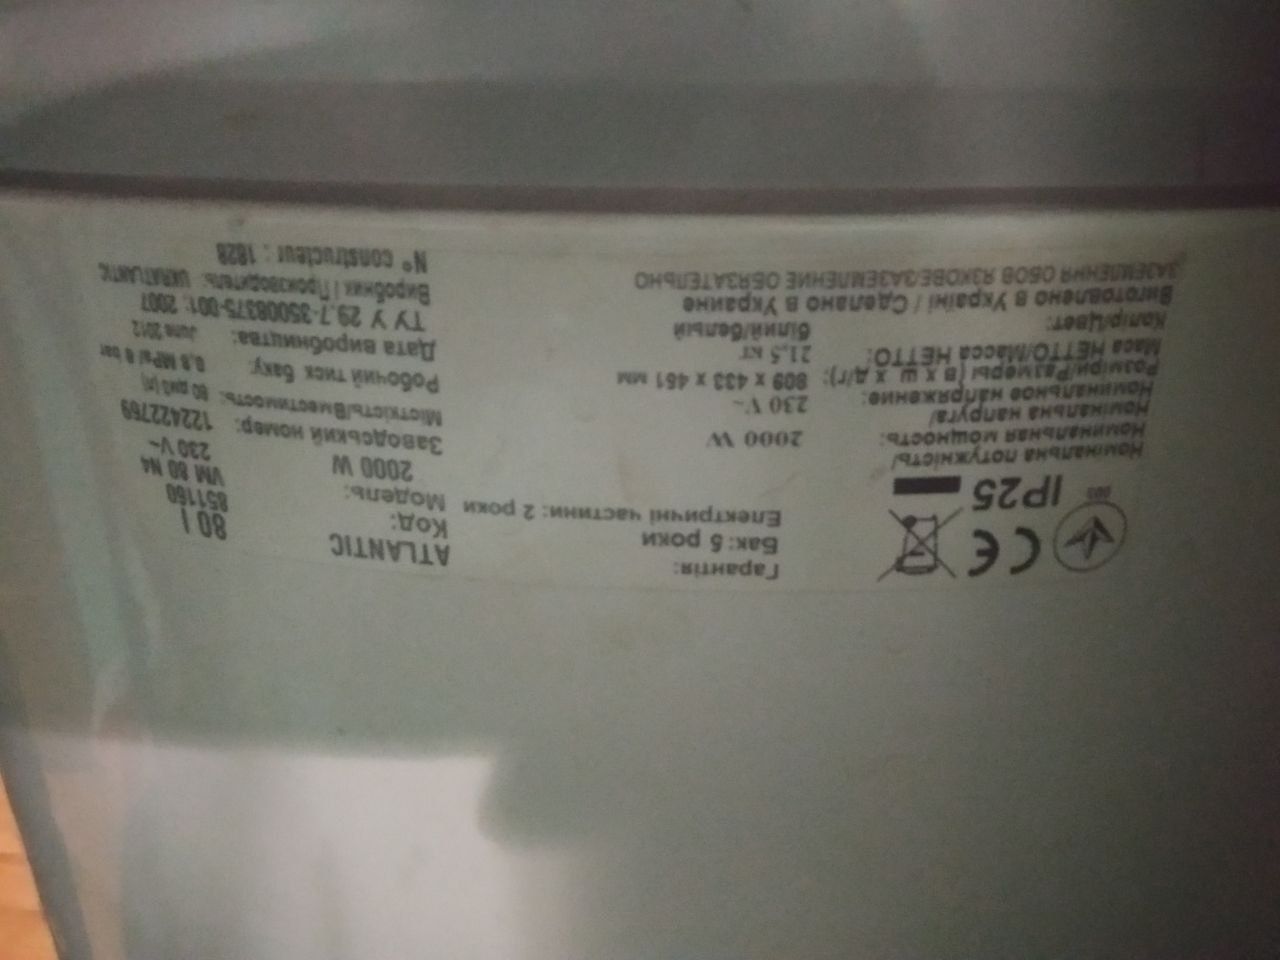 ATLANTIC 80 l
Код: 851160
Модель: VM 80 N4
2000 W 230 V~
Заводський номер: 122422769
Місткість/Вместимость: 80 дм3 (л)
Робочий тиск баку: 0,8 MPa/ 8 bar
Дата виробництва: June 2012
ТУ У 29.7-35008375-001: 2007
Виробник / Производитель: UKRATLANTIC
N° constructeur : 1828
Гарантія:
Бак: 5 роки
Електричні частини: 2 роки
003
CE
IP25
Номінальна потужність/
Номинальная мощность: 2000 W
Номінальна напруга/
Номинальное напряжение: 230 V~
Розміри/Размеры (в х ш х д/г): 809 x 433 x 451 мм
Маса НЕТТО/Масса НЕТТО: 21,5 кг
Колір/Цвет: білий/белый
Виготовлено в Україні / Сделано в Украине
ЗАЗЕМЛЕННЯ ОБОВ ЯЗКОВЕ/ЗАЗЕМЛЕНИЕ ОБЯЗАТЕЛЬНО